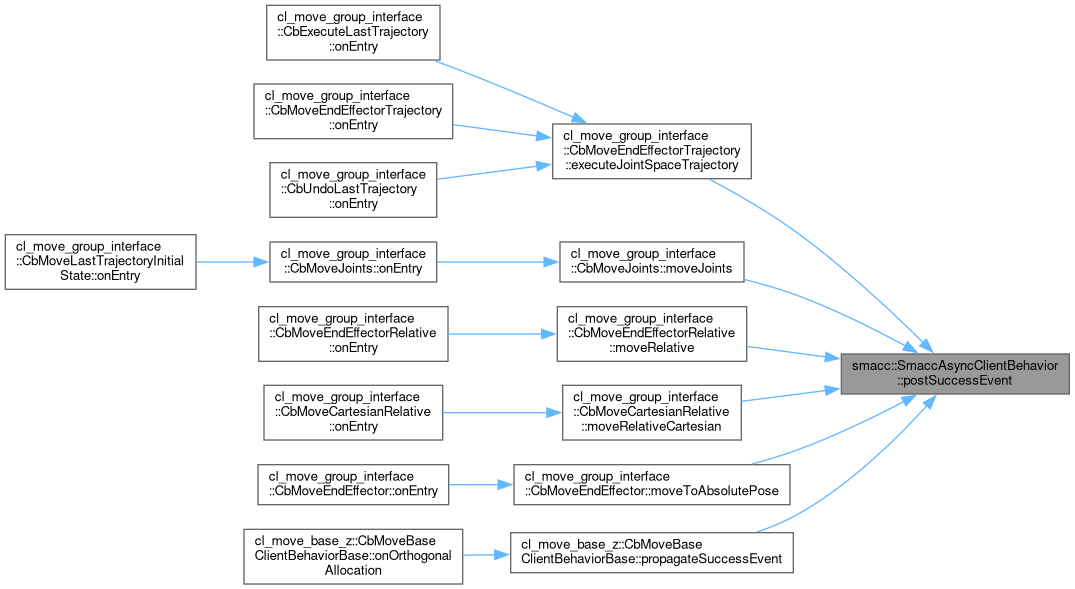 cl_move_group_interface
::CbExecuteLastTrajectory
::onEntry
cl_move_group_interface
::CbMoveEndEffectorTrajectory
::onEntry
cl_move_group_interface
::CbMoveEndEffectorTrajectory
::executeJointSpaceTrajectory
cl_move_group_interface
::CbUndoLastTrajectory
::onEntry
cl_move_group_interface
::CbMoveLastTrajectoryInitial
State::onEntry
cl_move_group_interface
::CbMoveJoints::onEntry
cl_move_group_interface
::CbMoveJoints::moveJoints
cl_move_group_interface
::CbMoveEndEffectorRelative
::onEntry
cl_move_group_interface
::CbMoveEndEffectorRelative
::moveRelative
smacc::SmaccAsyncClientBehavior
::postSuccessEvent
cl_move_group_interface
::CbMoveCartesianRelative
::onEntry
cl_move_group_interface
::CbMoveCartesianRelative
::moveRelativeCartesian
cl_move_group_interface
::CbMoveEndEffector::onEntry
cl_move_group_interface
::CbMoveEndEffector::moveToAbsolutePose
cl_move_base_z::CbMoveBase
ClientBehaviorBase::onOrthogonal
Allocation
cl_move_base_z::CbMoveBase
ClientBehaviorBase::propagateSuccessEvent